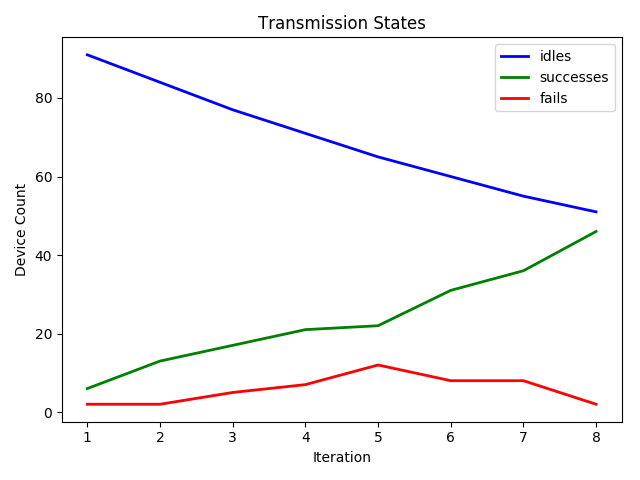 Transmission States
idles
successes
fails
Device Count
80
60
40
20
0
1 2 3 4 5 6 7 8
Iteration